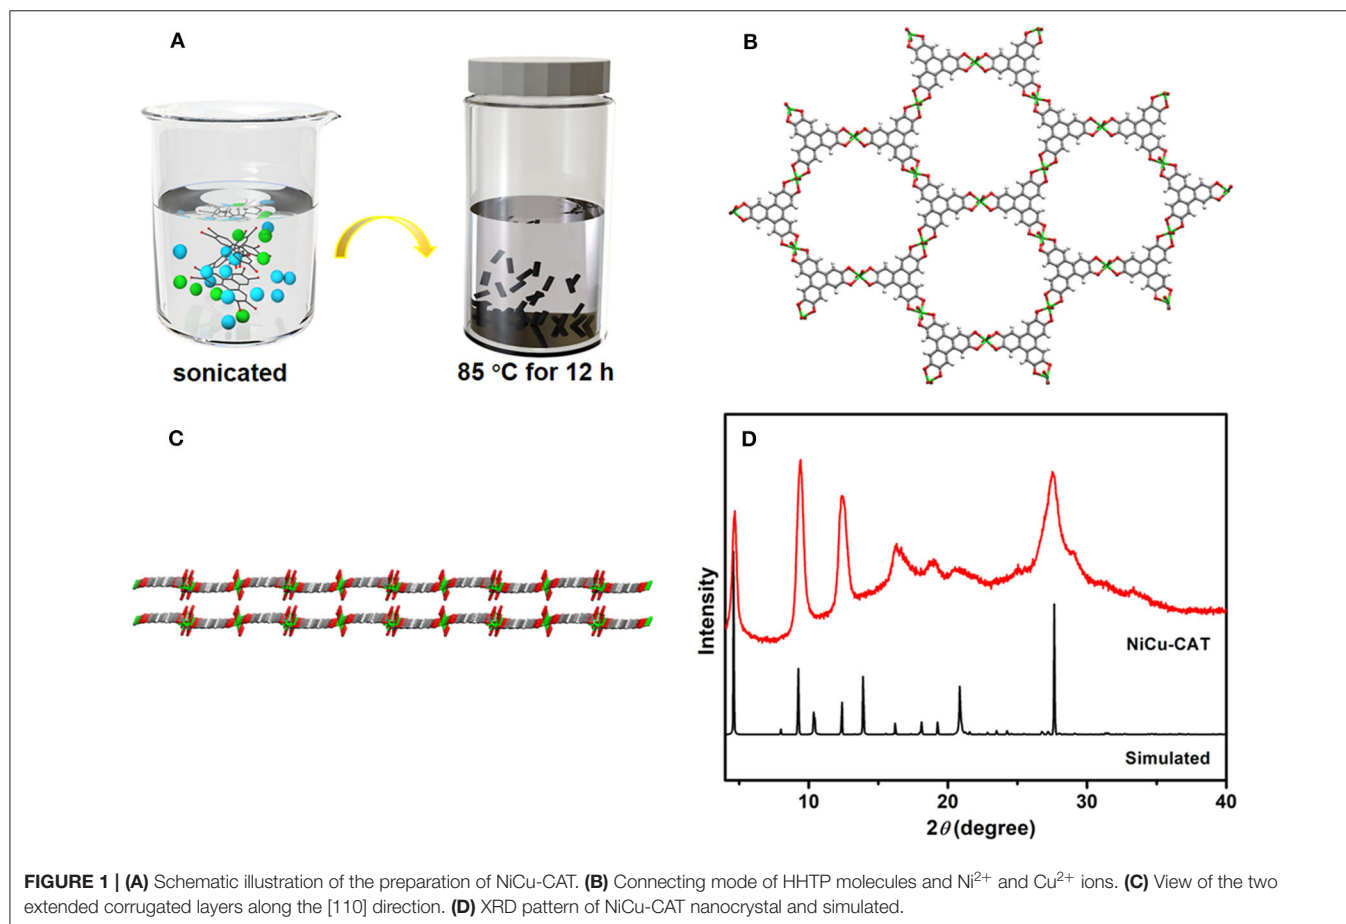 A
B
sonicated
85 °C for 12 h
C
D
Intensity
NiCu-CAT
Simulated
10 20 30 40
2θ (degree)
FIGURE 1 | (A) Schematic illustration of the preparation of NiCu-CAT. (B) Connecting mode of HHTP molecules and Ni2+ and Cu2+ ions. (C) View of the two
extended corrugated layers along the [110] direction. (D) XRD pattern of NiCu-CAT nanocrystal and simulated.